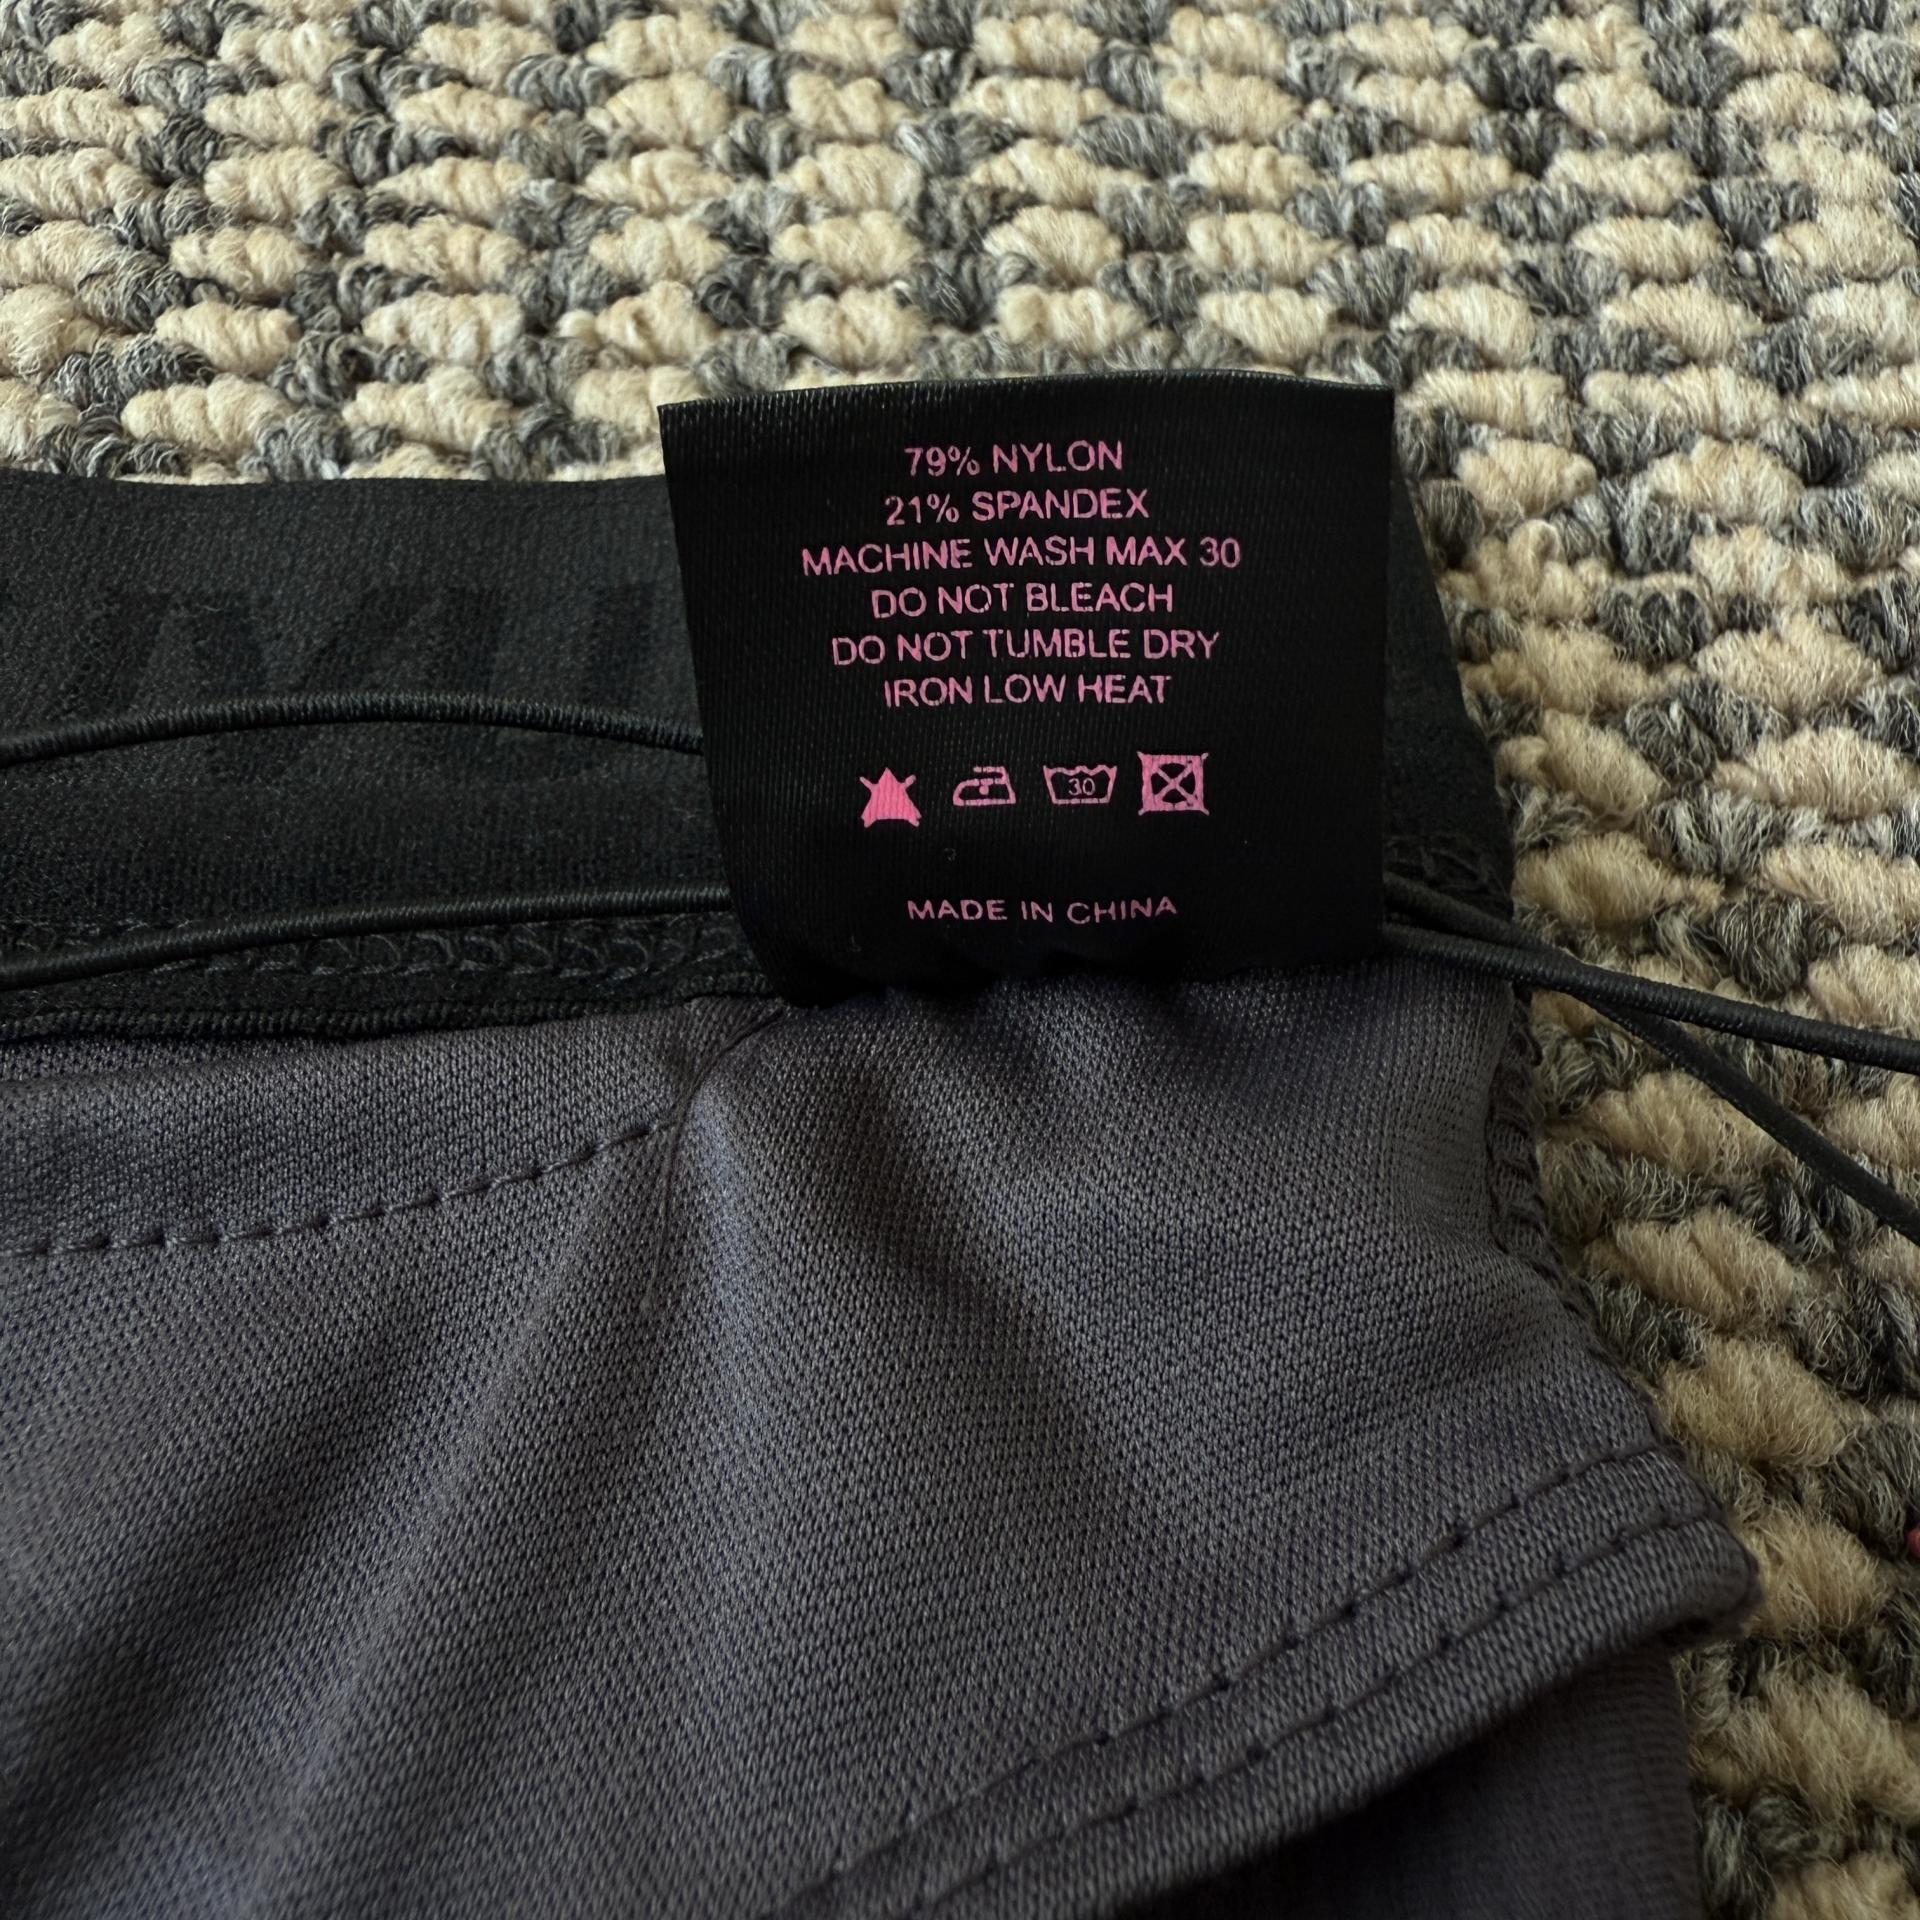 79% NYLON
21% SPANDEX
MACHINE WASH MAX 30
DO NOT BLEACH
DO NOT TUMBLE DRY
IRON LOW HEAT
30
MADE IN CHINA